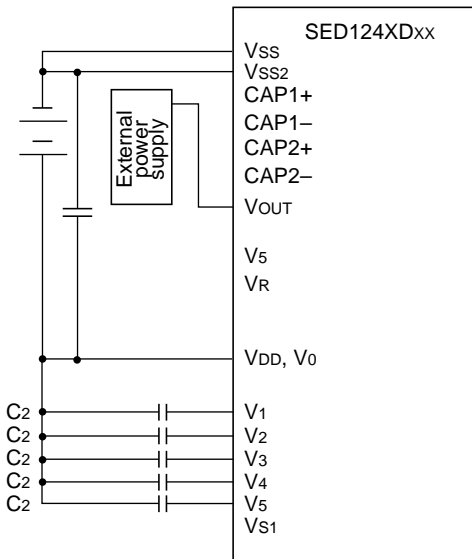 SED124XDXX
VSS
VSS2
CAP1+
CAP1–
CAP2+
CAP2–
VOUT
External
power
supply
V5
VR
VDD, V0
C2 V1
C2 V2
C2 V3
C2 V4
C2 V5
VS1